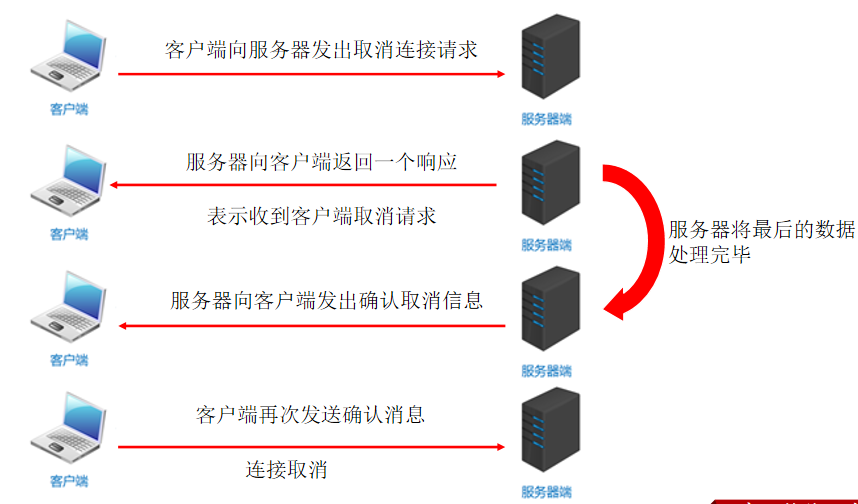 客户端向服务器发出取消连接请求
客户端
服务器端
服务器向客户端返回一个响应
表示收到客户端取消请求
客户端
服务器端
服务器将最后的数据
处理完毕
服务器向客户端发出确认取消信息
客户端
服务器端
客户端再次发送确认消息
连接取消
客户端
服务器端